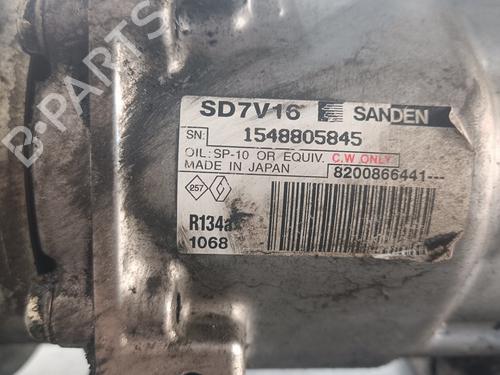 B-PARTS
SD7V16 SANDEN
SN: 1548805845
OIL:SP-10 OR EQUIV. C.W ONLY
MADE IN JAPAN 8200866441---
257
R134a
1068